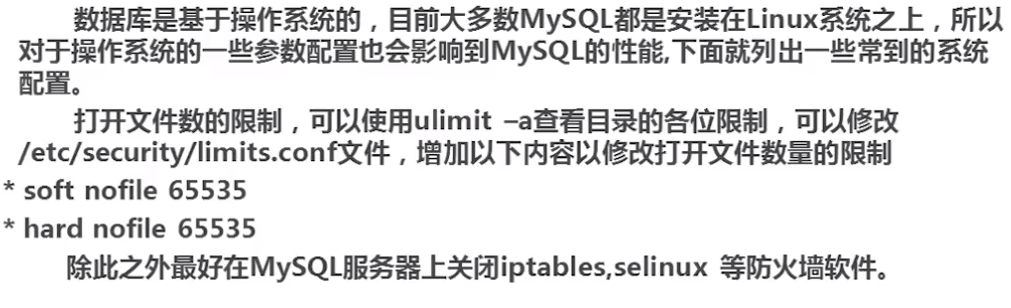 数据库是基于操作系统的，目前大多数MySQL都是安装在Linux系统之上，所以
对于操作系统的一些参数配置也会影响到MySQL的性能,下面就列出一些常到的系统
配置。
打开文件数的限制，可以使用ulimit –a查看目录的各位限制，可以修改
/etc/security/limits.conf文件，增加以下内容以修改打开文件数量的限制
* soft nofile 65535
* hard nofile 65535
除此之外最好在MySQL服务器上关闭iptables,selinux 等防火墙软件。